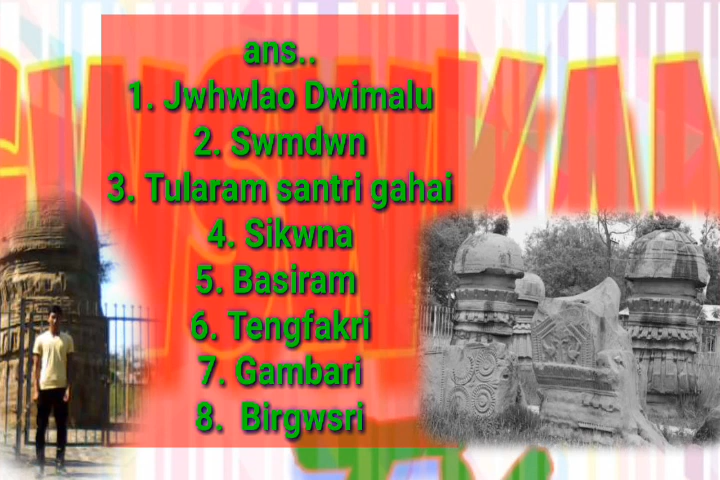 ans..
1. Jwhwlao Dwimalu
2. Swmdwn
3. Tularam santri gahai
4. Sikwna
5. Basiram
6. Tengfakri
7. Gambari
8. Birgwsri